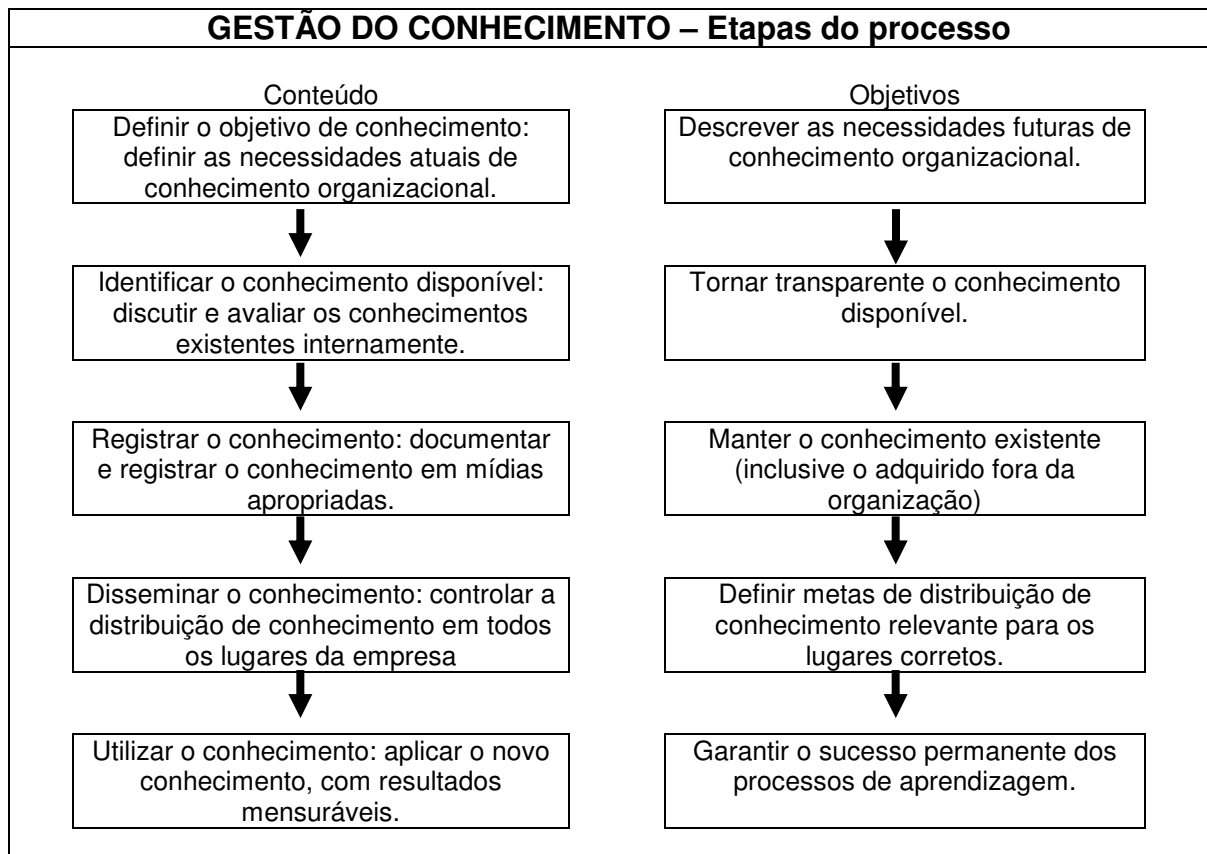 GESTÃO DO CONHECIMENTO – Etapas do processo
Conteúdo
Definir o objetivo de conhecimento:
definir as necessidades atuais de
conhecimento organizacional.
Identificar o conhecimento disponível:
discutir e avaliar os conhecimentos
existentes internamente.
Registrar o conhecimento: documentar
e registrar o conhecimento em mídias
apropriadas.
Disseminar o conhecimento: controlar a
distribuição de conhecimento em todos
os lugares da empresa
Utilizar o conhecimento: aplicar o novo
conhecimento, com resultados
mensuráveis.
Objetivos
Descrever as necessidades futuras de
conhecimento organizacional.
Tornar transparente o conhecimento
disponível.
Manter o conhecimento existente
(inclusive o adquirido fora da
organização)
Definir metas de distribuição de
conhecimento relevante para os
lugares corretos.
Garantir o sucesso permanente dos
processos de aprendizagem.